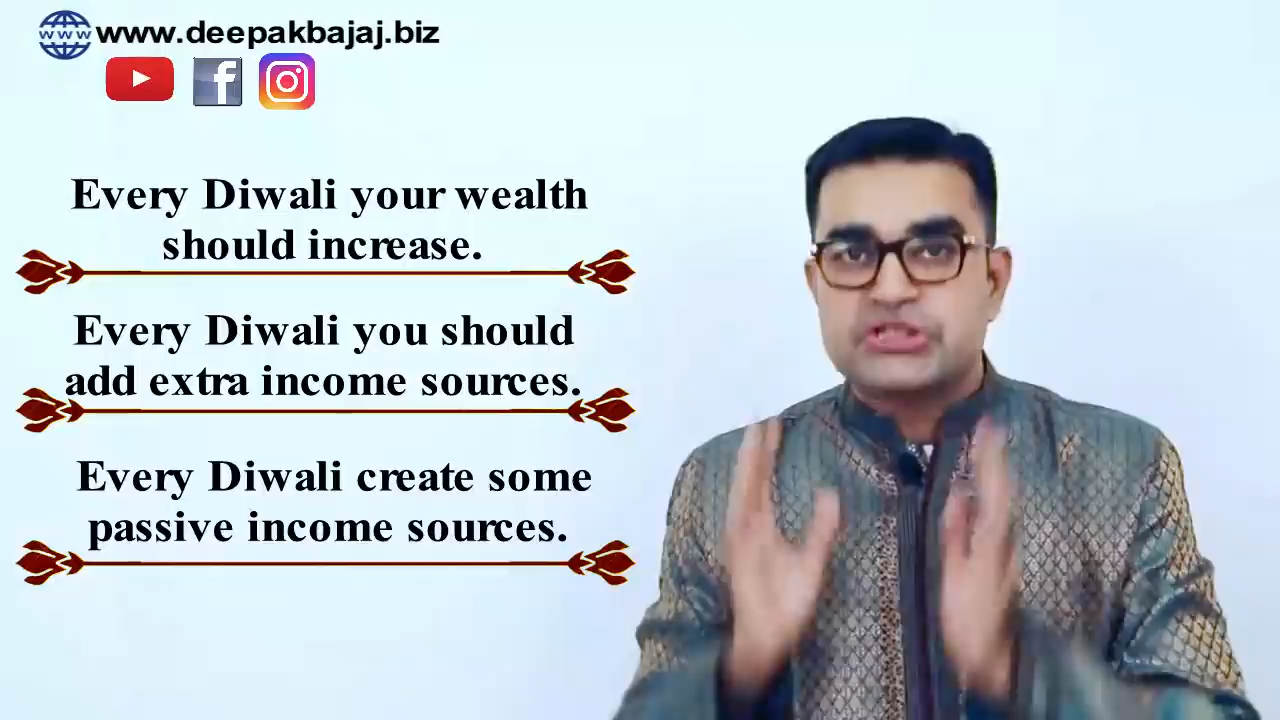 www
www.deepakbajaj.biz
f
Every Diwali your wealth
should increase.
Every Diwali you should
add extra income sources.
Every Diwali create some
passive income sources.